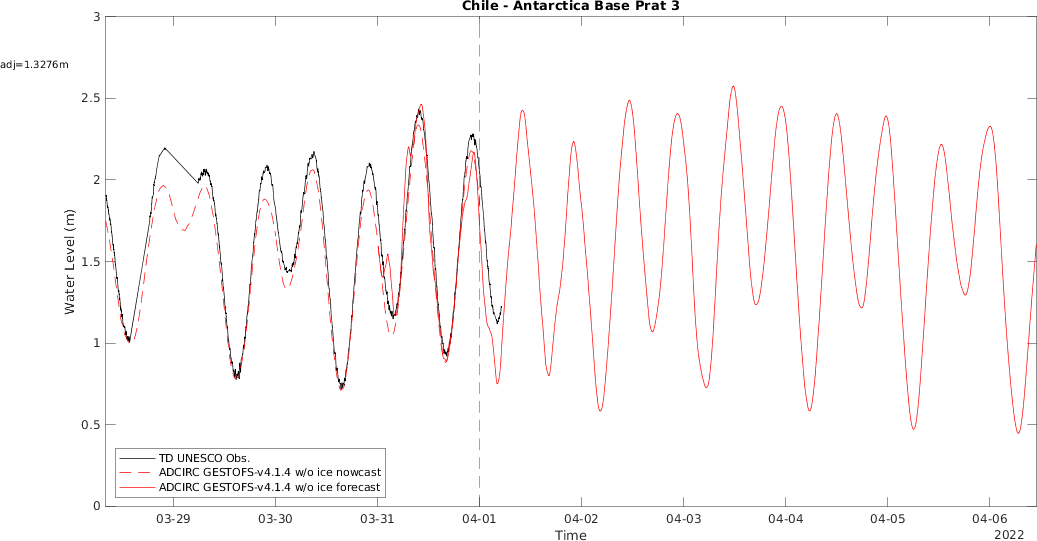 Chile - Antarctica Base Prat 3
adj=1.3276m
3
2.5
2
1.5
1
0.5
0
Water Level (m)
TD UNESCO Obs.
ADCIRC GESTOFS-v4.1.4 w/o ice nowcast
ADCIRC GESTOFS-v4.1.4 w/o ice forecast
03-29 03-30 03-31 04-01 04-02 04-03 04-04 04-05 04-06
Time
2022